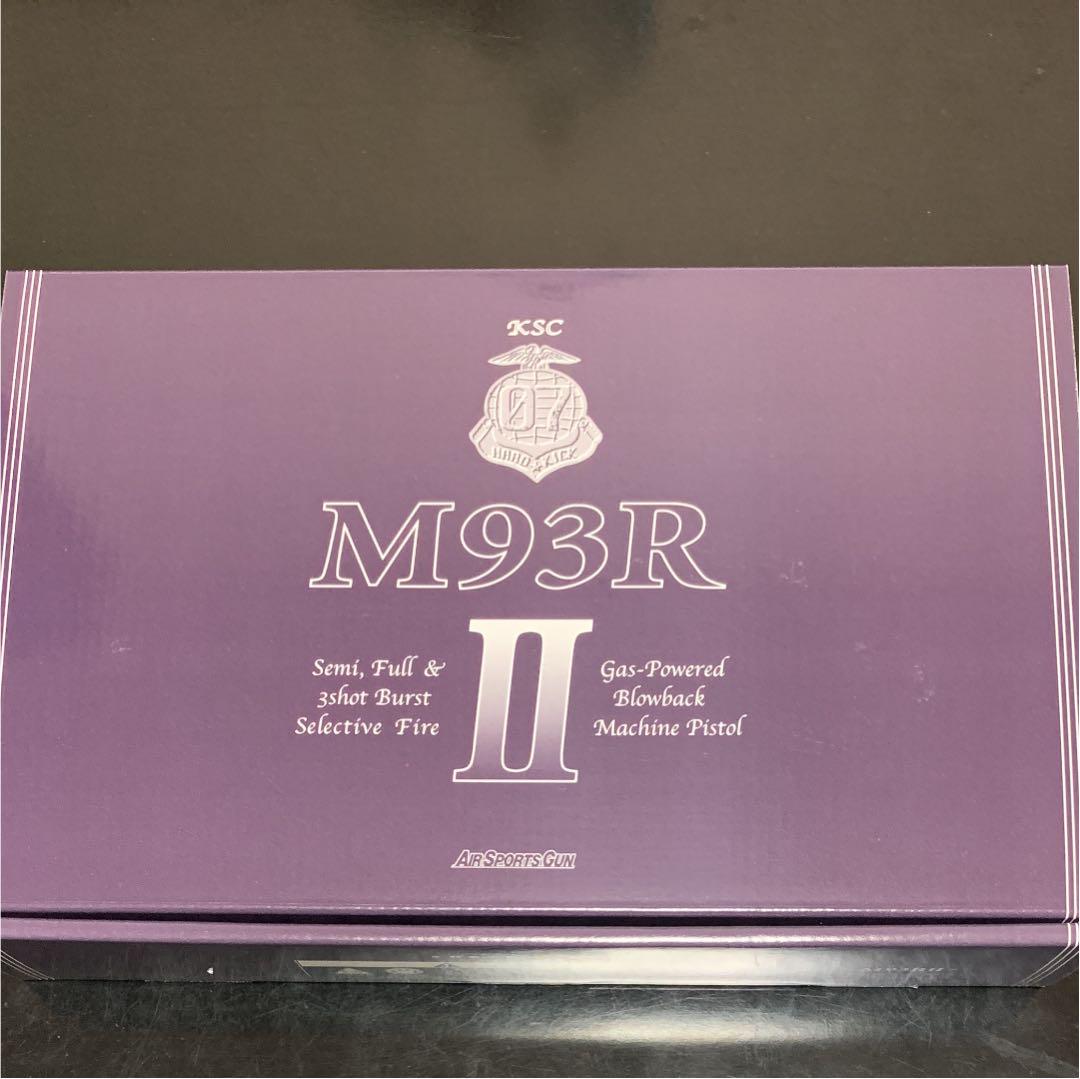 KSC
07
HARD KICK
M93R
II
Semi, Full &
3shot Burst
Selective Fire
Gas-Powered
Blowback
Machine Pistol
AIR SPORTS GUN